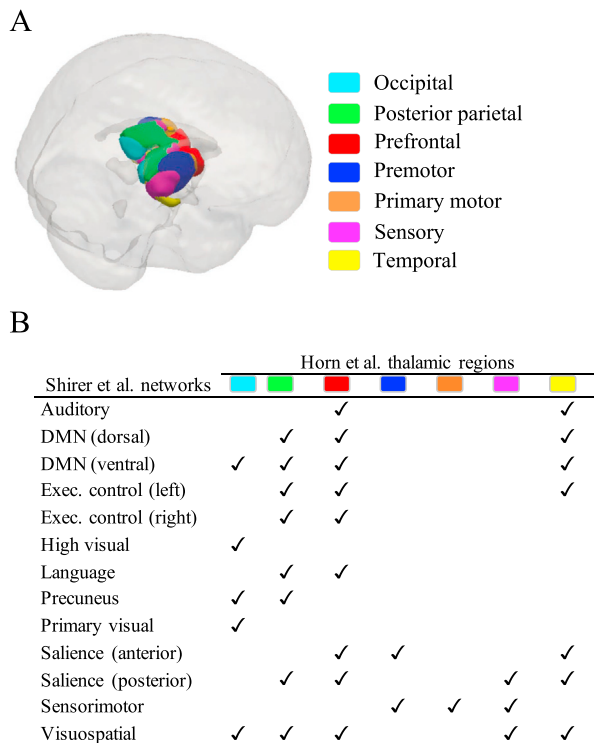 A
Occipital
Posterior parietal
Prefrontal
Premotor
Primary motor
Sensory
Temporal
B
Horn et al. thalamic regions
Shirer et al. networks
Auditory ✓ ✓
DMN (dorsal) ✓ ✓ ✓
DMN (ventral) ✓ ✓ ✓ ✓
Exec. control (left) ✓ ✓ ✓
Exec. control (right) ✓ ✓
High visual ✓
Language ✓ ✓
Precuneus ✓ ✓
Primary visual ✓
Salience (anterior) ✓ ✓ ✓
Salience (posterior) ✓ ✓ ✓ ✓
Sensorimotor ✓ ✓ ✓
Visuospatial ✓ ✓ ✓ ✓ ✓